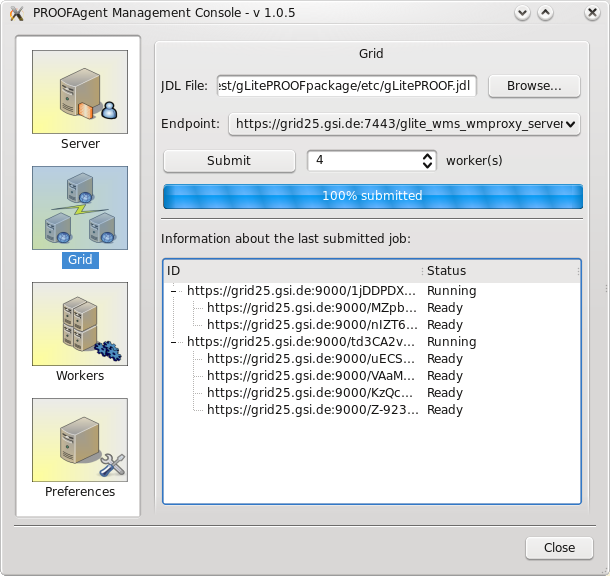 PROOFAgent Management Console - v 1.0.5
Server
Grid
Workers
Preferences
Grid
JDL File: est/gLitePROOFpackage/etc/gLitePROOF.jdl Browse...
Endpoint: https://grid25.gsi.de:7443/glite_wms_wmproxy_server
Submit 4 worker(s)
100% submitted
Information about the last submitted job:
ID Status
https://grid25.gsi.de:9000/1jDDPDX... Running
https://grid25.gsi.de:9000/MZpb... Ready
https://grid25.gsi.de:9000/nIZT6... Ready
https://grid25.gsi.de:9000/td3CA2v... Running
https://grid25.gsi.de:9000/uECS... Ready
https://grid25.gsi.de:9000/VAaM... Ready
https://grid25.gsi.de:9000/KzQc... Ready
https://grid25.gsi.de:9000/Z-923... Ready
Close